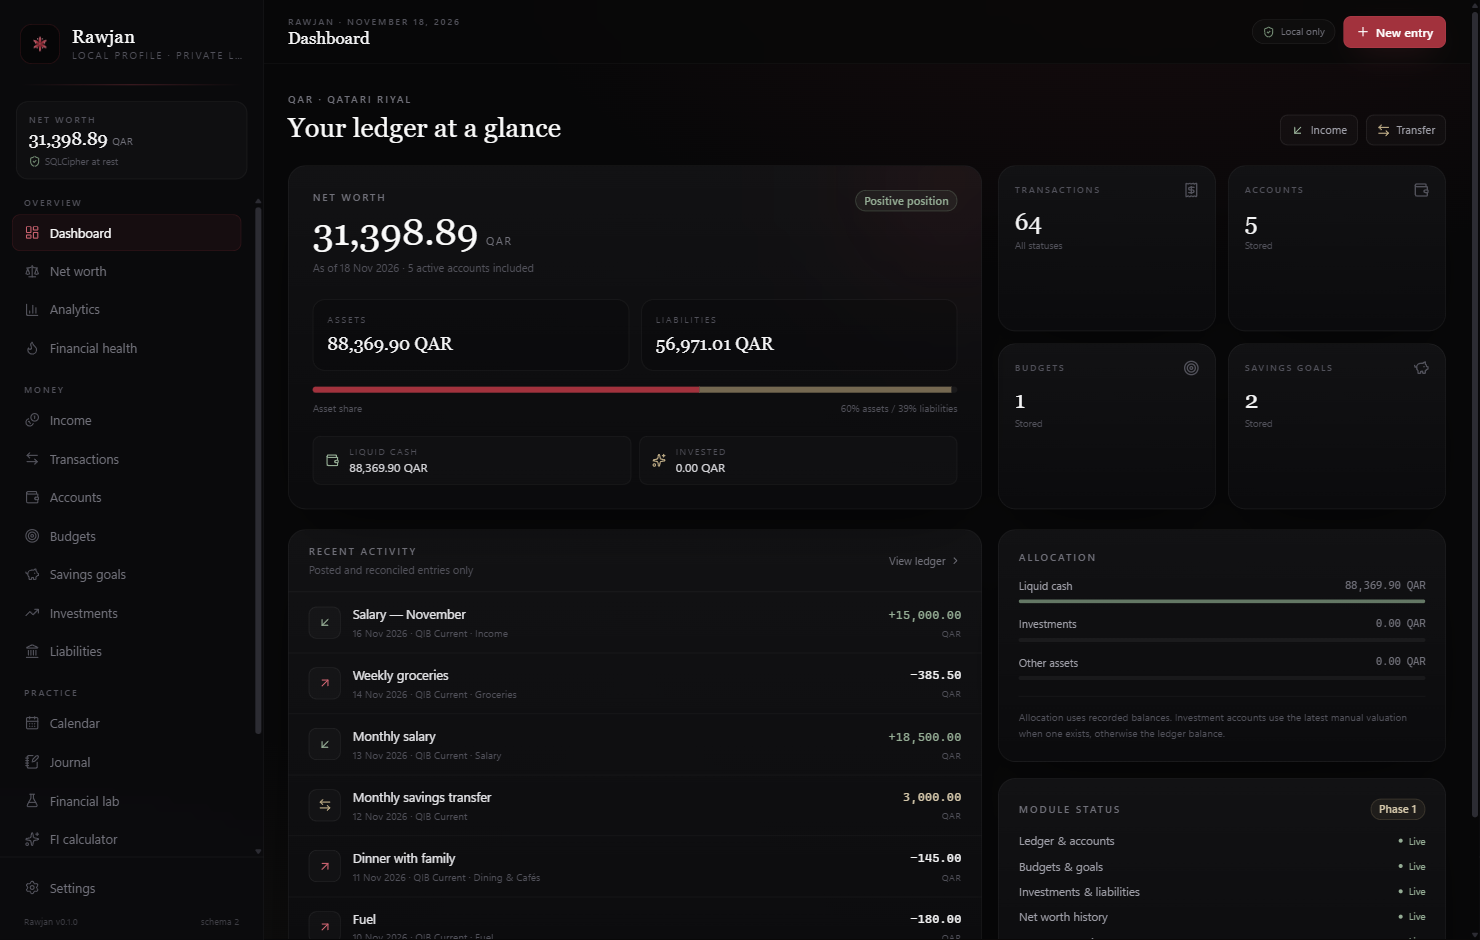 Rawjan
LOCAL PROFILE · PRIVATE L…
NET WORTH
31,398.89 QAR
SQLCipher at rest
OVERVIEW
Dashboard
Net worth
Analytics
Financial health
MONEY
Income
Transactions
Accounts
Budgets
Savings goals
Investments
Liabilities
PRACTICE
Calendar
Journal
Financial lab
FI calculator
Settings
Rawjan v0.1.0 schema 2
RAWJAN · NOVEMBER 18, 2026
Dashboard
Local only
New entry
QAR · QATARI RIYAL
Your ledger at a glance
Income
Transfer
NET WORTH
Positive position
31,398.89 QAR
As of 18 Nov 2026 · 5 active accounts included
ASSETS
88,369.90 QAR
LIABILITIES
56,971.01 QAR
Asset share
60% assets / 39% liabilities
LIQUID CASH
88,369.90 QAR
INVESTED
0.00 QAR
TRANSACTIONS
64
All statuses
ACCOUNTS
5
Stored
BUDGETS
1
Stored
SAVINGS GOALS
2
Stored
RECENT ACTIVITY
Posted and reconciled entries only
View ledger
Salary — November
+15,000.00
16 Nov 2026 · QIB Current · Income
QAR
Weekly groceries
−385.50
14 Nov 2026 · QIB Current · Groceries
QAR
Monthly salary
+18,500.00
13 Nov 2026 · QIB Current · Salary
QAR
Monthly savings transfer
3,000.00
12 Nov 2026 · QIB Current
QAR
Dinner with family
−145.00
11 Nov 2026 · QIB Current · Dining & Cafés
QAR
Fuel
−180.00
10 Nov 2026 · QIB Current · Fuel
QAR
ALLOCATION
Liquid cash 88,369.90 QAR
Investments 0.00 QAR
Other assets 0.00 QAR
Allocation uses recorded balances. Investment accounts use the latest manual valuation
when one exists, otherwise the ledger balance.
MODULE STATUS
Phase 1
Ledger & accounts • Live
Budgets & goals • Live
Investments & liabilities • Live
Net worth history • Live